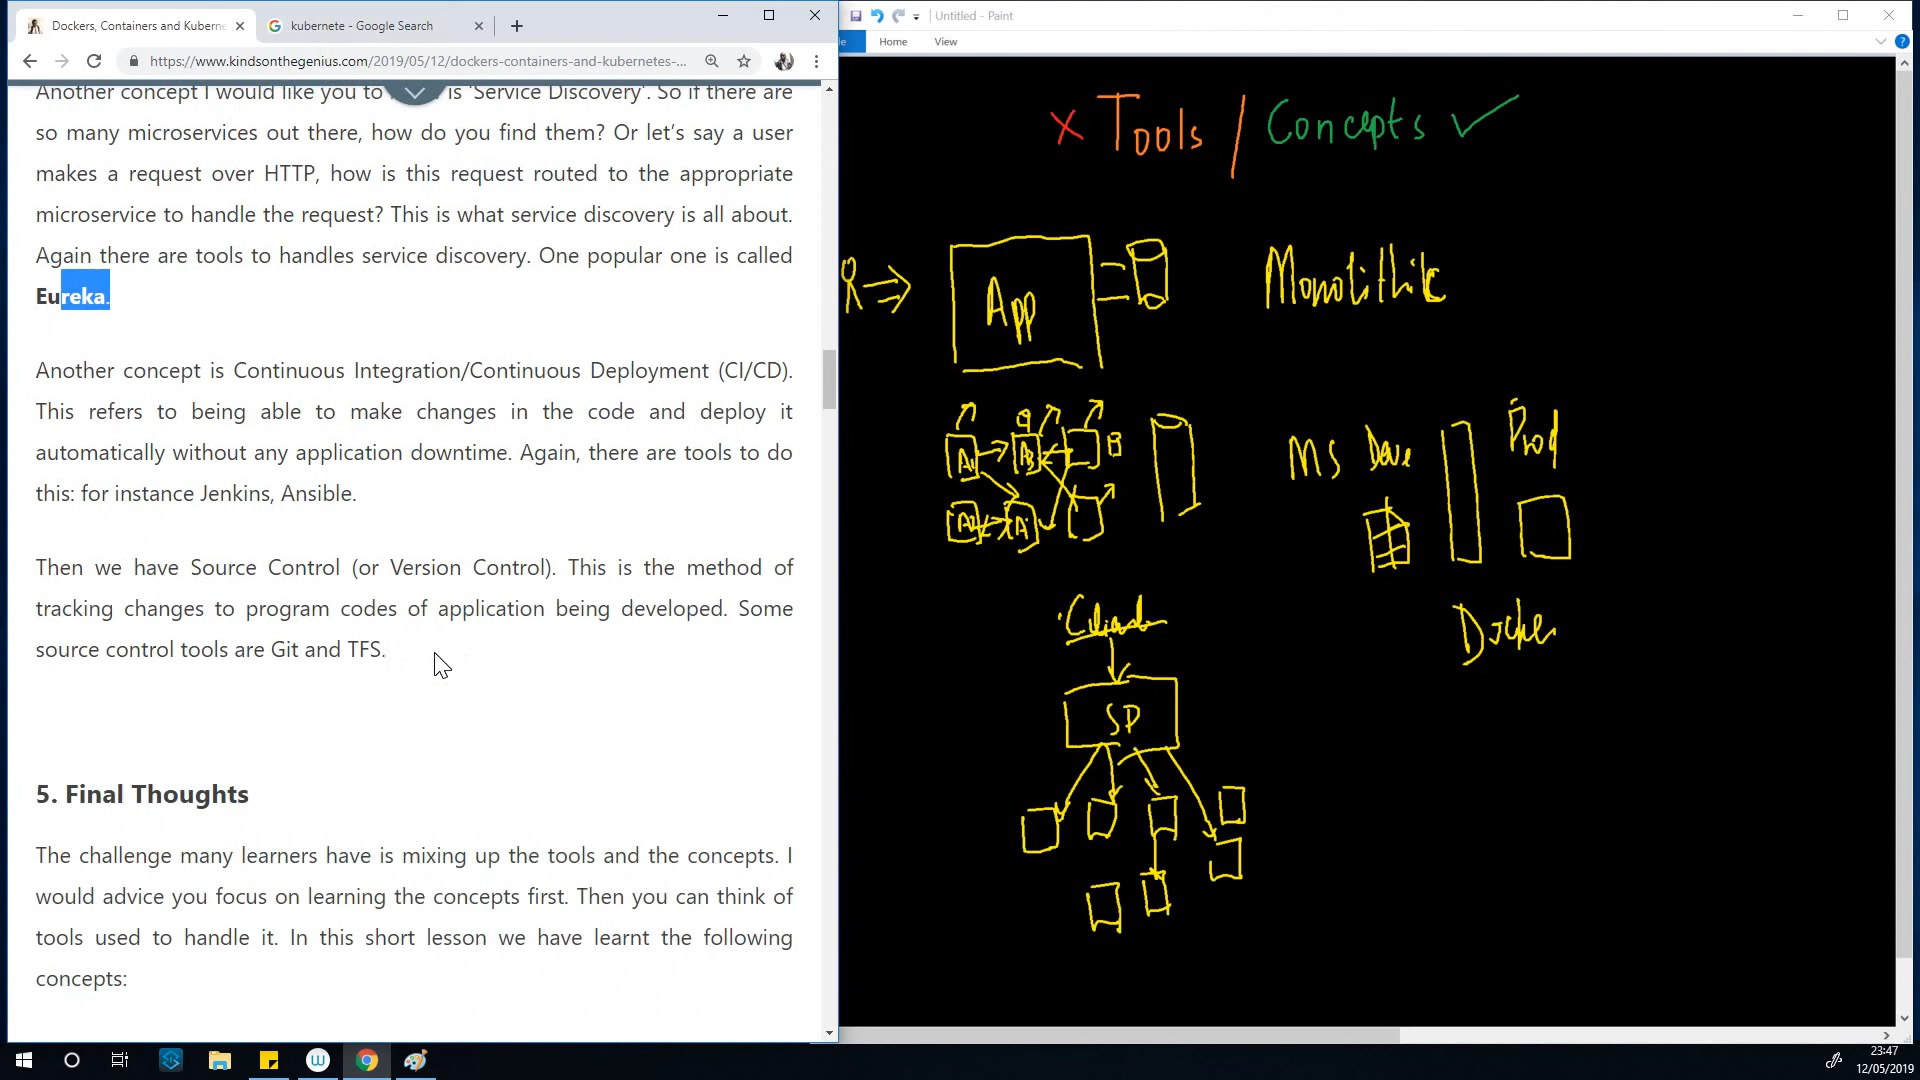 Dockers, Containers and Kuberne
kubernete - Google Search
https://www.kindsonthegenius.com/2019/05/12/dockers-containers-and-kubernetes-...
Another concept I would like you to is 'Service Discovery'. So if there are
so many microservices out there, how do you find them? Or let's say a user
makes a request over HTTP, how is this request routed to the appropriate
microservice to handle the request? This is what service discovery is all about.
Again there are tools to handles service discovery. One popular one is called
Eureka.
Another concept is Continuous Integration/Continuous Deployment (CI/CD).
This refers to being able to make changes in the code and deploy it
automatically without any application downtime. Again, there are tools to do
this: for instance Jenkins, Ansible.
Then we have Source Control (or Version Control). This is the method of
tracking changes to program codes of application being developed. Some
source control tools are Git and TFS.
5. Final Thoughts
The challenge many learners have is mixing up the tools and the concepts. I
would advice you focus on learning the concepts first. Then you can think of
tools used to handle it. In this short lesson we have learnt the following
concepts:
Untitled - Paint
Home View
X Tools / Concepts ✓
App
Monolithic
MS
Prod
Docker
SP
23:47
12/05/2019